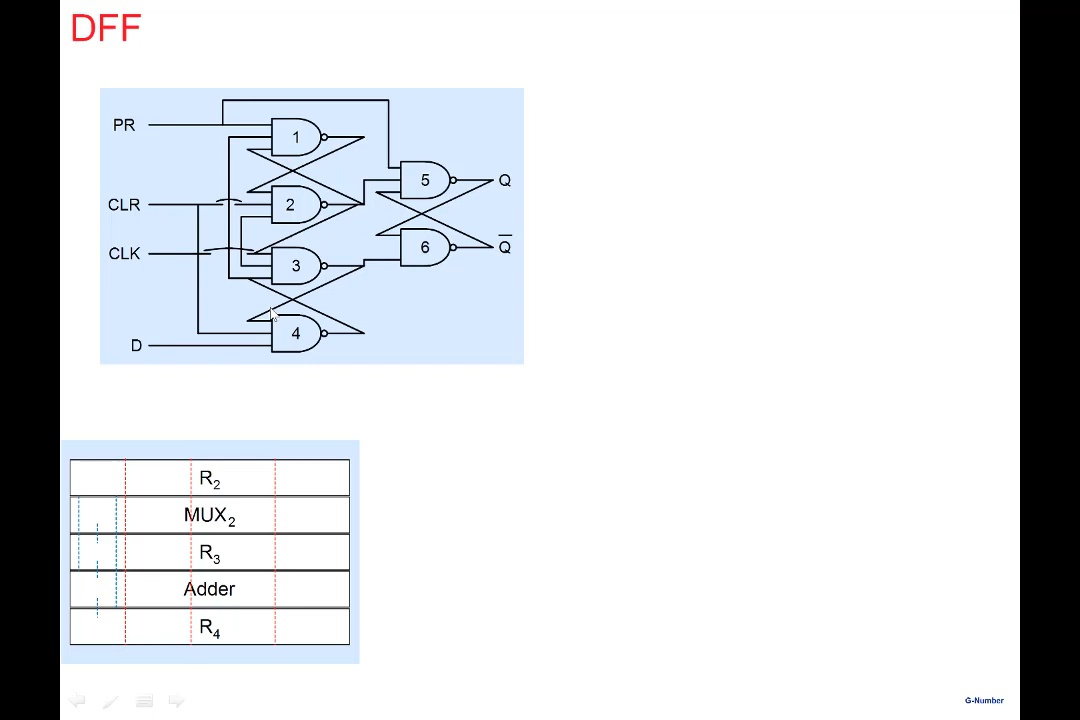 DFF
PR
1
5
Q
CLR
2
CLK
3
6
Q̅
4
D
R₂
MUX₂
R₃
Adder
R₄
G-Number